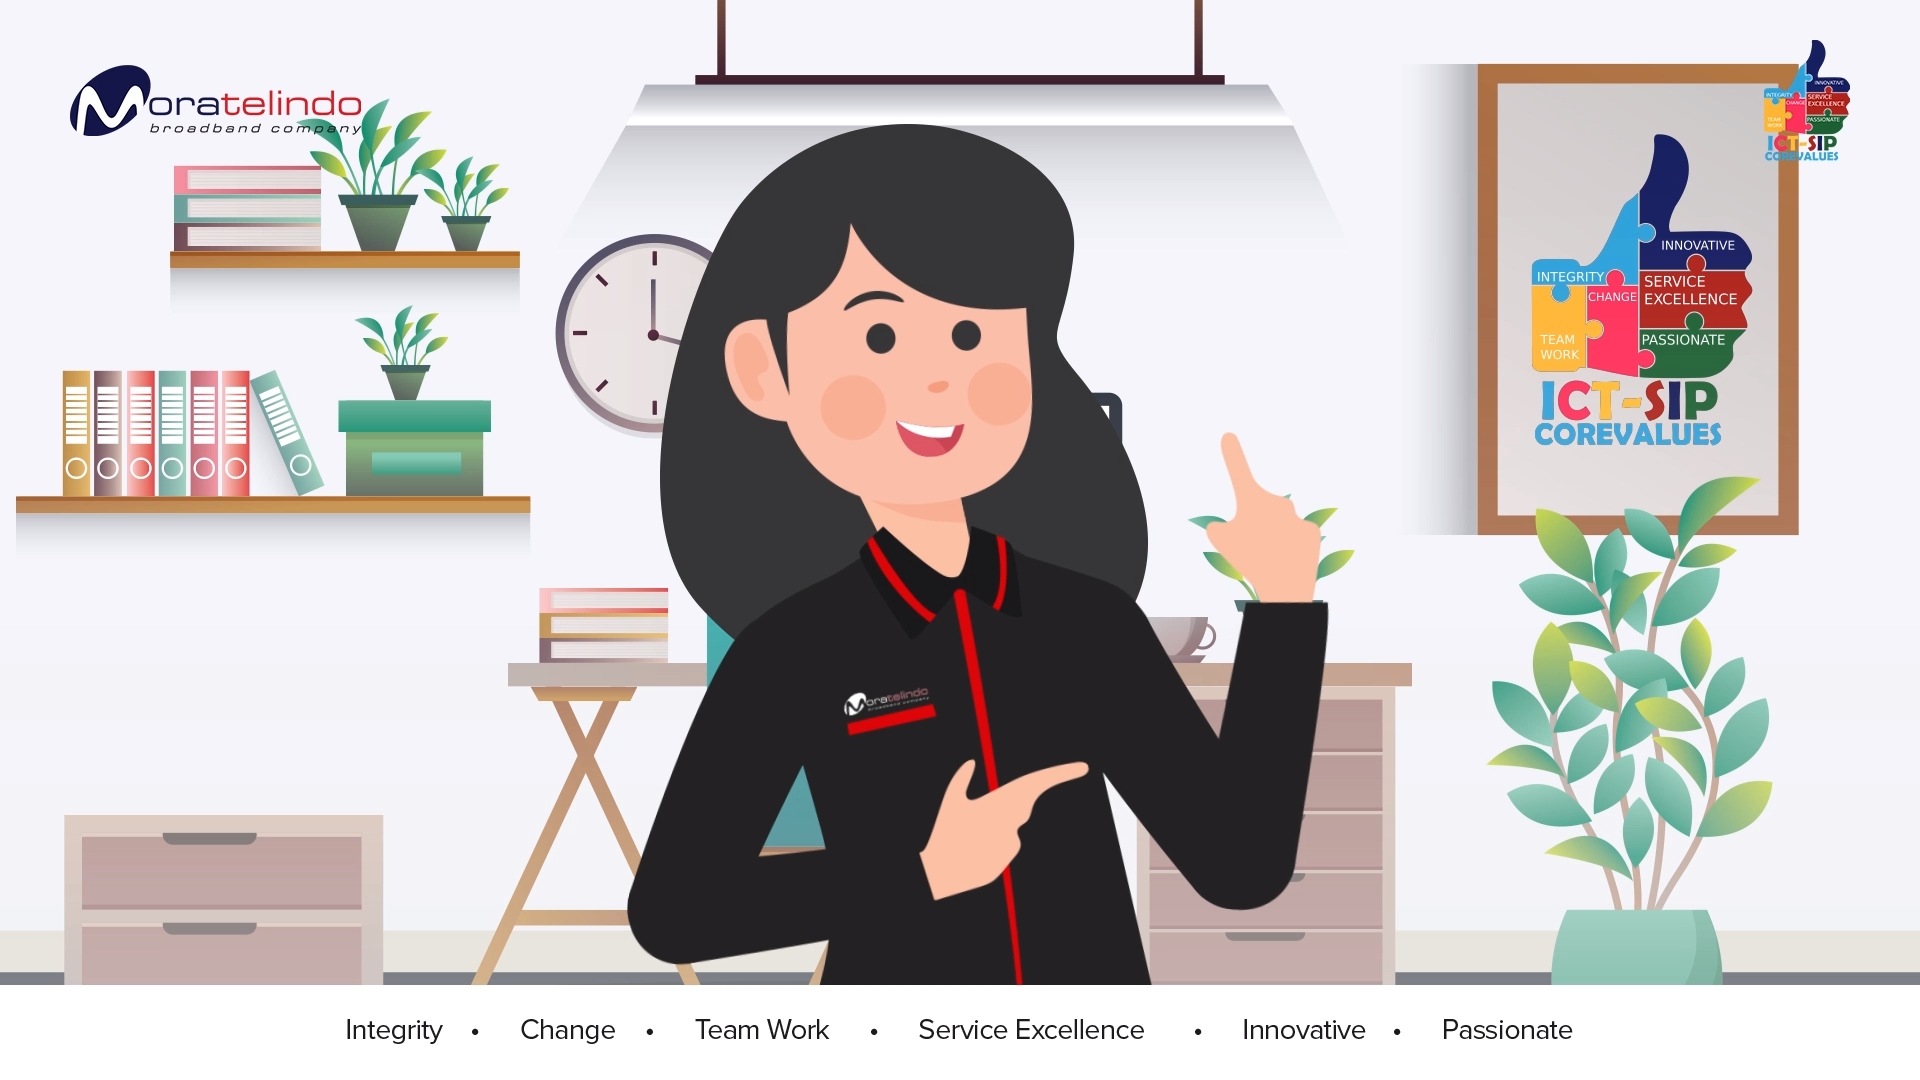 Moratelindo
broadband company
INNOVATIVE
INTEGRITY
SERVICE
EXCELLENCE
CHANGE
TEAM
WORK
PASSIONATE
ICT-SIP
COREVALUES
INNOVATIVE
INTEGRITY
SERVICE
EXCELLENCE
CHANGE
TEAM
WORK
PASSIONATE
ICT-SIP
COREVALUES
Moratelindo
broadband company
Integrity • Change • Team Work • Service Excellence • Innovative • Passionate